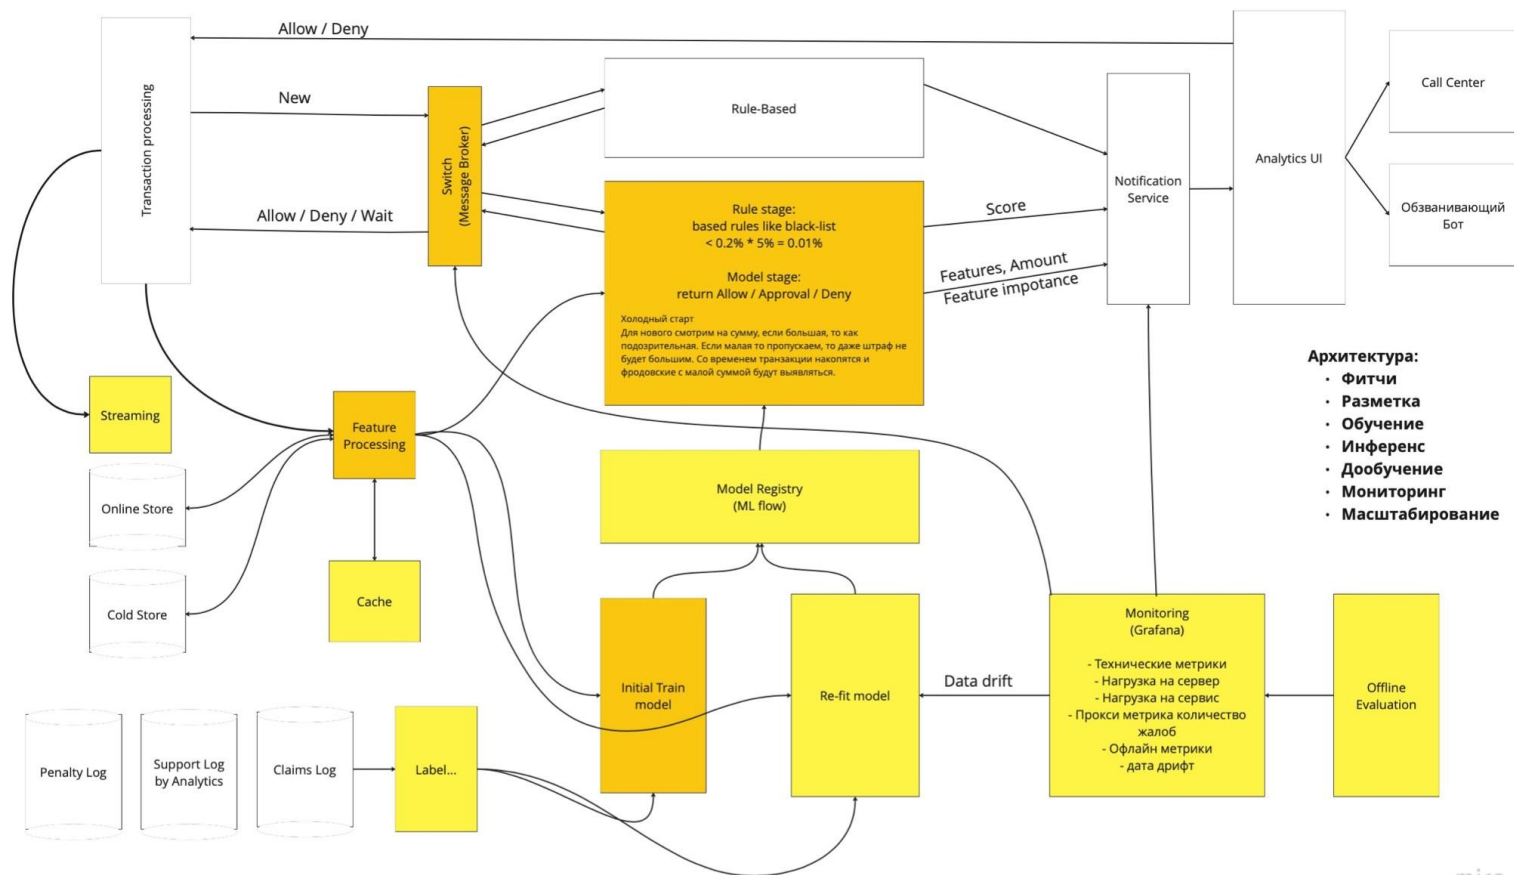 Allow / Deny
Transaction processing
New
Allow / Deny / Wait
Switch
(Message Broker)
Rule-Based
Rule stage:
based rules like black-list
< 0.2% * 5% = 0.01%
Model stage:
return Allow / Approval / Deny
Холодный старт
Для нового смотрим на сумму, если большая, то как
подозрительная. Если малая то пропускаем, то даже штраф не
будет большим. Со временем транзакции накопятся и
фродовские с малой суммой будут выявляться.
Score
Features, Amount
Feature impotance
Notification
Service
Analytics UI
Call Center
Обзванивающий
Бот
Архитектура:
· Фитчи
· Разметка
· Обучение
· Инференс
· Дообучение
· Мониторинг
· Масштабирование
Streaming
Feature
Processing
Online Store
Cold Store
Cache
Model Registry
(ML flow)
Initial Train
model
Re-fit model
Data drift
Monitoring
(Grafana)
- Технические метрики
- Нагрузка на сервер
- Нагрузка на сервис
- Прокси метрика количество
жалоб
- Офлайн метрики
- дата дрифт
Offline
Evaluation
Penalty Log
Support Log
by Analytics
Claims Log
Label...
miro